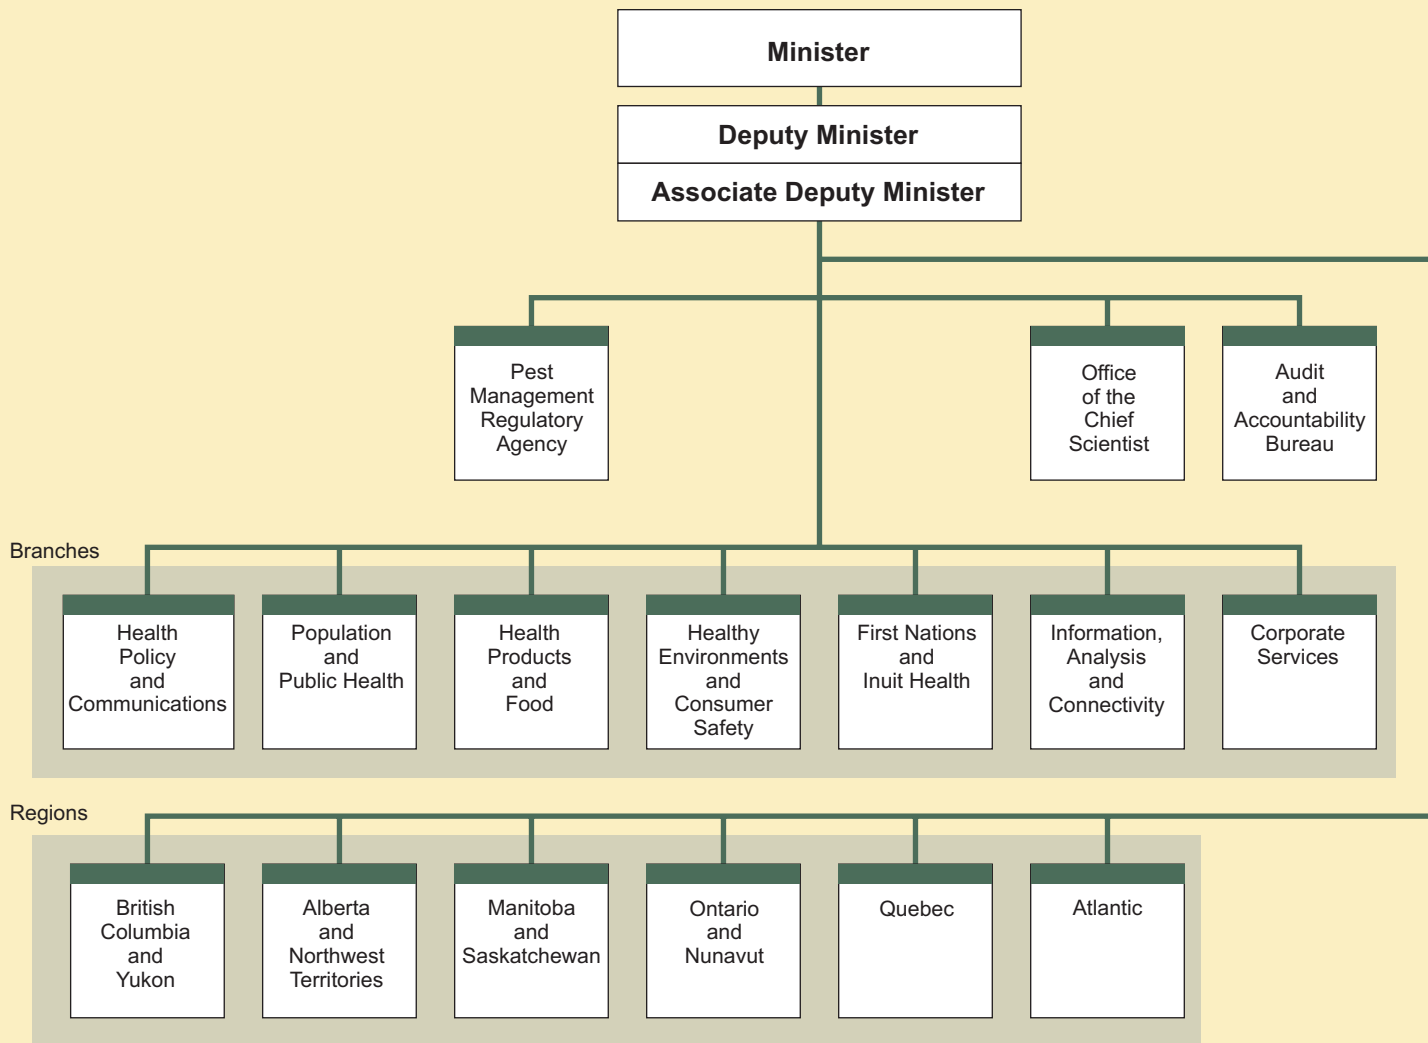 Minister
Deputy Minister
Associate Deputy Minister
Pest
Management
Regulatory
Agency
Office
of the
Chief
Scientist
Audit
and
Accountability
Bureau
Branches
Health
Policy
and
Communications
Population
and
Public Health
Health
Products
and
Food
Healthy
Environments
and
Consumer
Safety
First Nations
and
Inuit Health
Information,
Analysis
and
Connectivity
Corporate
Services
Regions
British
Columbia
and
Yukon
Alberta
and
Northwest
Territories
Manitoba
and
Saskatchewan
Ontario
and
Nunavut
Quebec
Atlantic